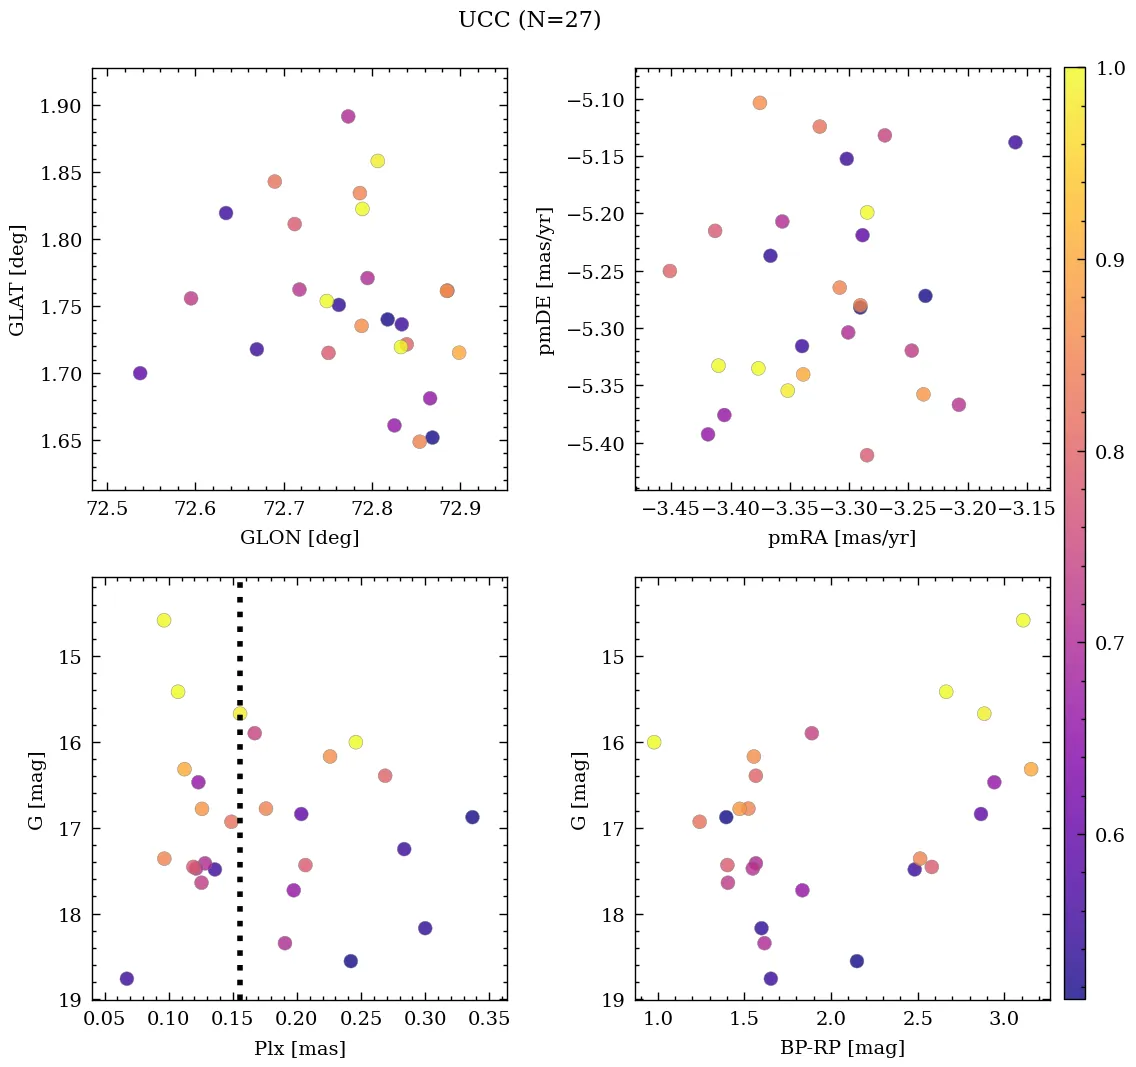 UCC (N=27)
1.90
1.85
1.80
1.75
1.70
1.65
GLAT [deg]
72.5 72.6 72.7 72.8 72.9
GLON [deg]
−5.10
−5.15
−5.20
−5.25
−5.30
−5.35
−5.40
pmDE [mas/yr]
−3.45 −3.40 −3.35 −3.30 −3.25 −3.20 −3.15
pmRA [mas/yr]
1.0
0.9
0.8
0.7
0.6
15
16
17
18
19
G [mag]
0.05 0.10 0.15 0.20 0.25 0.30 0.35
Plx [mas]
15
16
17
18
19
G [mag]
1.0 1.5 2.0 2.5 3.0
BP-RP [mag]